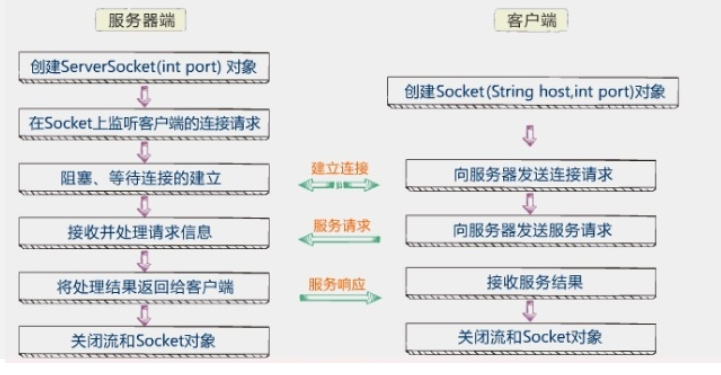 服务器端
客户端
创建ServerSocket(int port) 对象
创建Socket(String host,int port)对象
在Socket上监听客户端的连接请求
阻塞、等待连接的建立
建立连接
向服务器发送连接请求
接收并处理请求信息
服务请求
向服务器发送服务请求
将处理结果返回给客户端
服务响应
接收服务结果
关闭流和Socket对象
关闭流和Socket对象